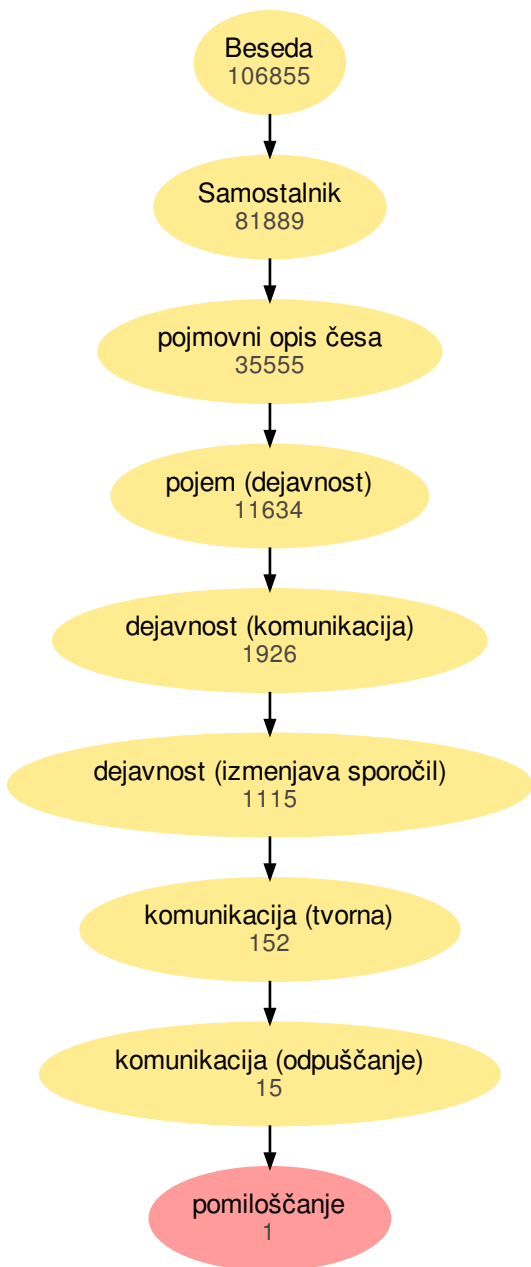 Beseda
106855
Samostalnik
81889
pojmovni opis česa
35555
pojem (dejavnost)
11634
dejavnost (komunikacija)
1926
dejavnost (izmenjava sporočil)
1115
komunikacija (tvorna)
152
komunikacija (odpuščanje)
15
pomiloščanje
1